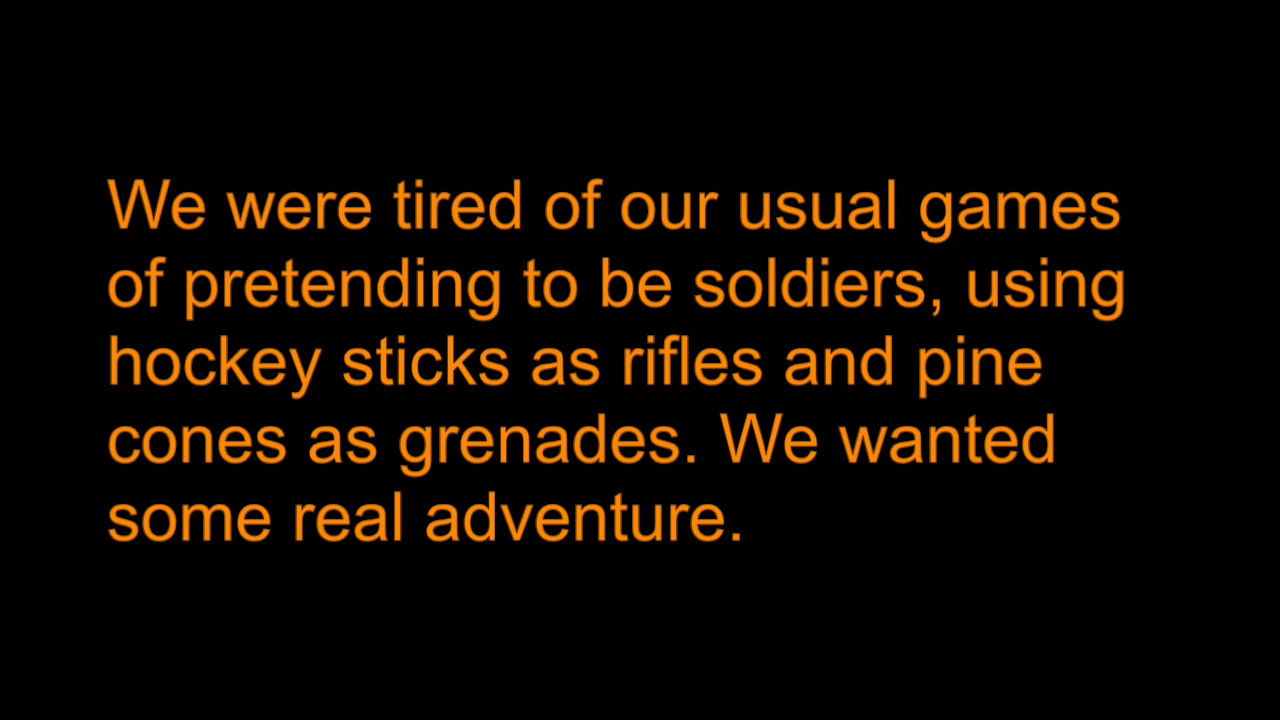 We were tired of our usual games
of pretending to be soldiers, using
hockey sticks as rifles and pine
cones as grenades. We wanted
some real adventure.